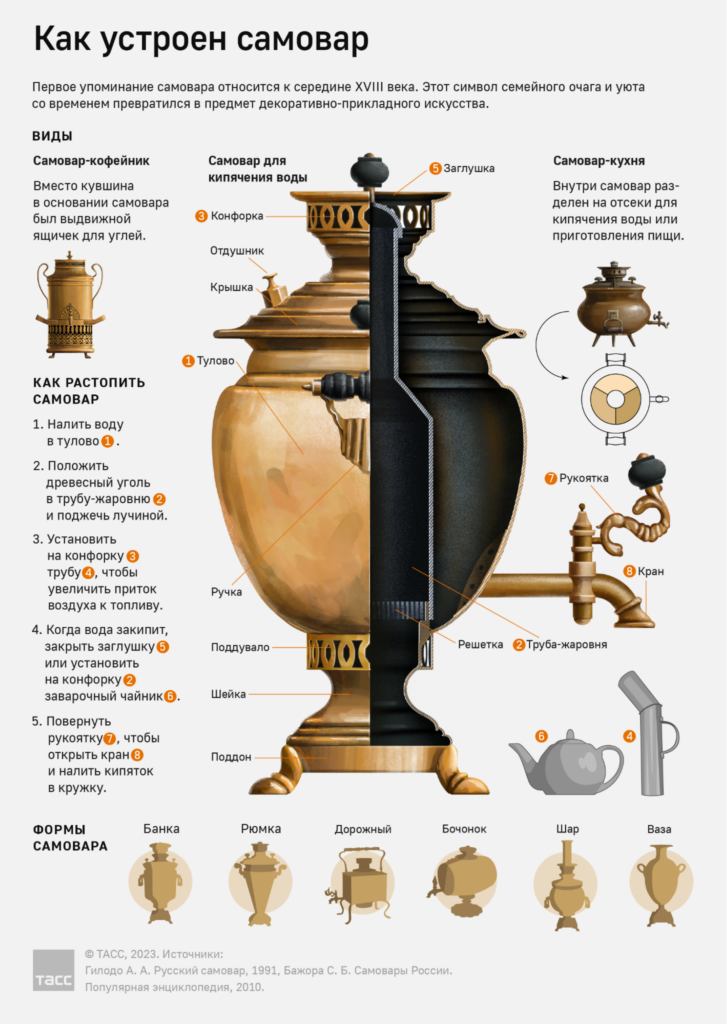 Как устроен самовар
Первое упоминание самовара относится к середине XVIII века. Этот символ семейного очага и уюта
со временем превратился в предмет декоративно-прикладного искусства.
ВИДЫ
Самовар-кофейник
Вместо кувшина
в основании самовара
был выдвижной
ящичек для углей.
Самовар для
кипячения воды
5 Заглушка
3 Конфорка
Отдушник
Крышка
1 Тулово
Ручка
Поддувало
Шейка
Поддон
Решетка
2 Труба-жаровня
Самовар-кухня
Внутри самовар раз-
делен на отсеки для
кипячения воды или
приготовления пищи.
7 Рукоятка
8 Кран
6
4
КАК РАСТОПИТЬ
САМОВАР
1. Налить воду
в тулово 1 .
2. Положить
древесный уголь
в трубу-жаровню 2
и поджечь лучиной.
3. Установить
на конфорку 3
трубу 4, чтобы
увеличить приток
воздуха к топливу.
4. Когда вода закипит,
закрыть заглушку 5
или установить
на конфорку 2
заварочный чайник 6.
5. Повернуть
рукоятку 7, чтобы
открыть кран 8
и налить кипяток
в кружку.
ФОРМЫ
САМОВАРА
Банка
Рюмка
Дорожный
Бочонок
Шар
Ваза
ТАСС
© ТАСС, 2023. Источники:
Гилодо А. А. Русский самовар, 1991, Бажора С. Б. Самовары России.
Популярная энциклопедия, 2010.